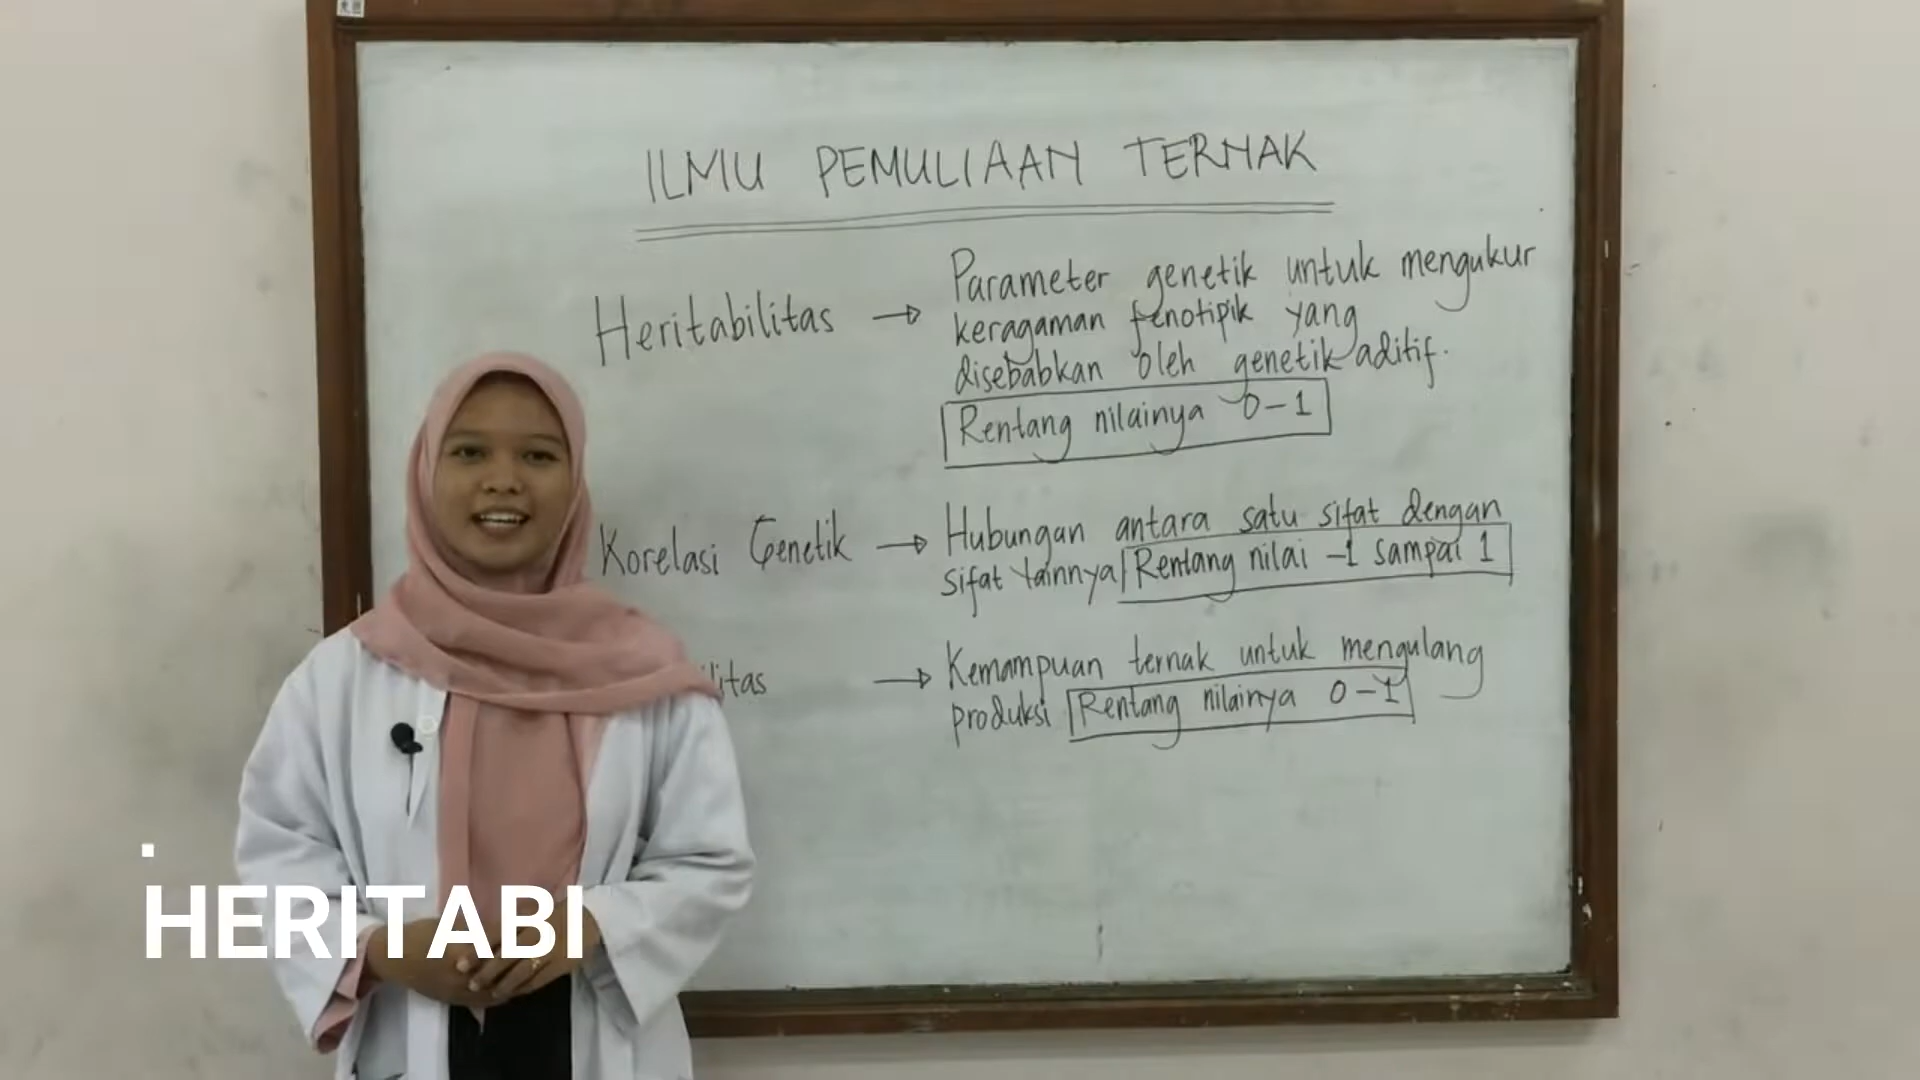 ILMU PEMULIAAN TERNAK
Heritabilitas → Parameter genetik untuk mengukur
keragaman fenotipik yang
disebabkan oleh genetik aditif.
Rentang nilainya 0-1
Korelasi Genetik → Hubungan antara satu sifat dengan
sifat lainnya Rentang nilai -1 sampai 1
litas → Kemampuan ternak untuk mengulang
produksi Rentang nilainya 0-1
HERITABI